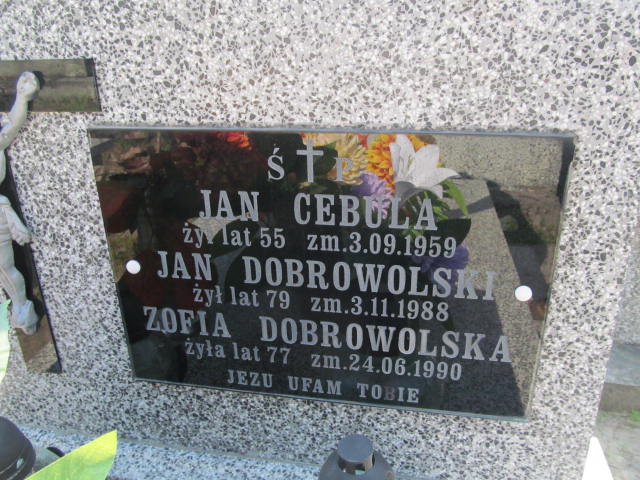 Ś P
JAN CEBULA
żył lat 55 zm.3.09.1959
JAN DOBROWOLSKI
żył lat 79 zm.3.11.1988
ZOFIA DOBROWOLSKA
żyła lat 77 zm.24.06.1990
JEZU UFAM TOBIE